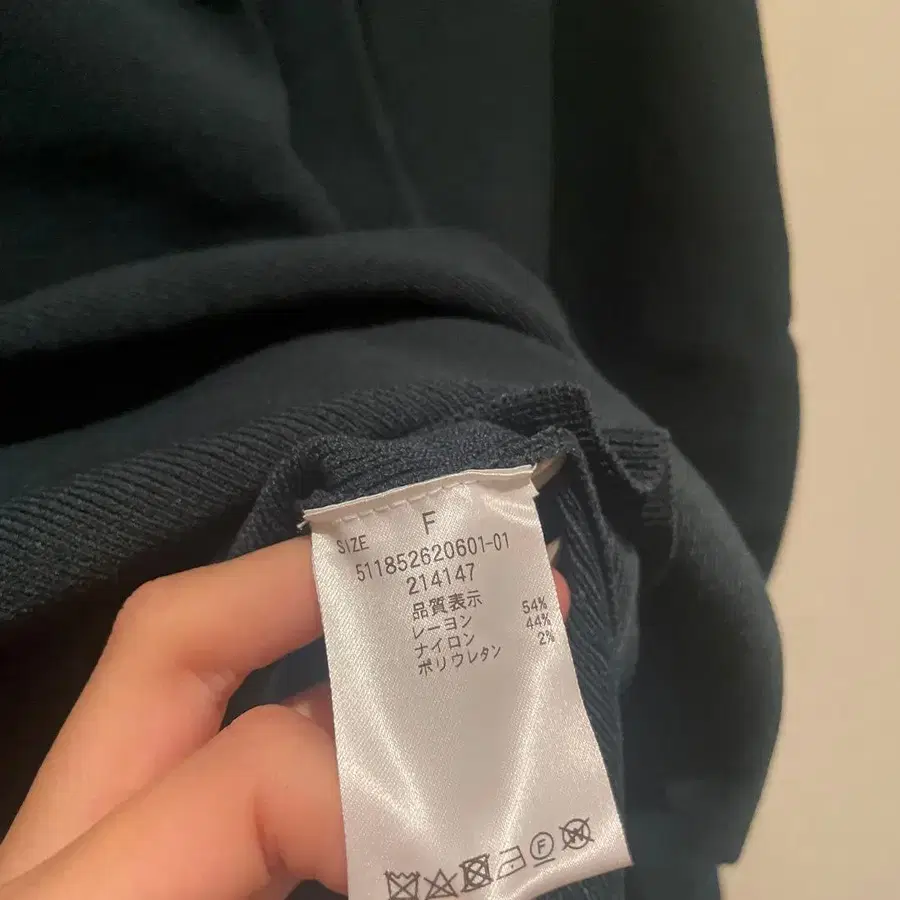 SIZE F
511852620601-01
214147
品質表示
レーヨン 54%
ナイロン 44%
ポリウレタン 2%
F
W